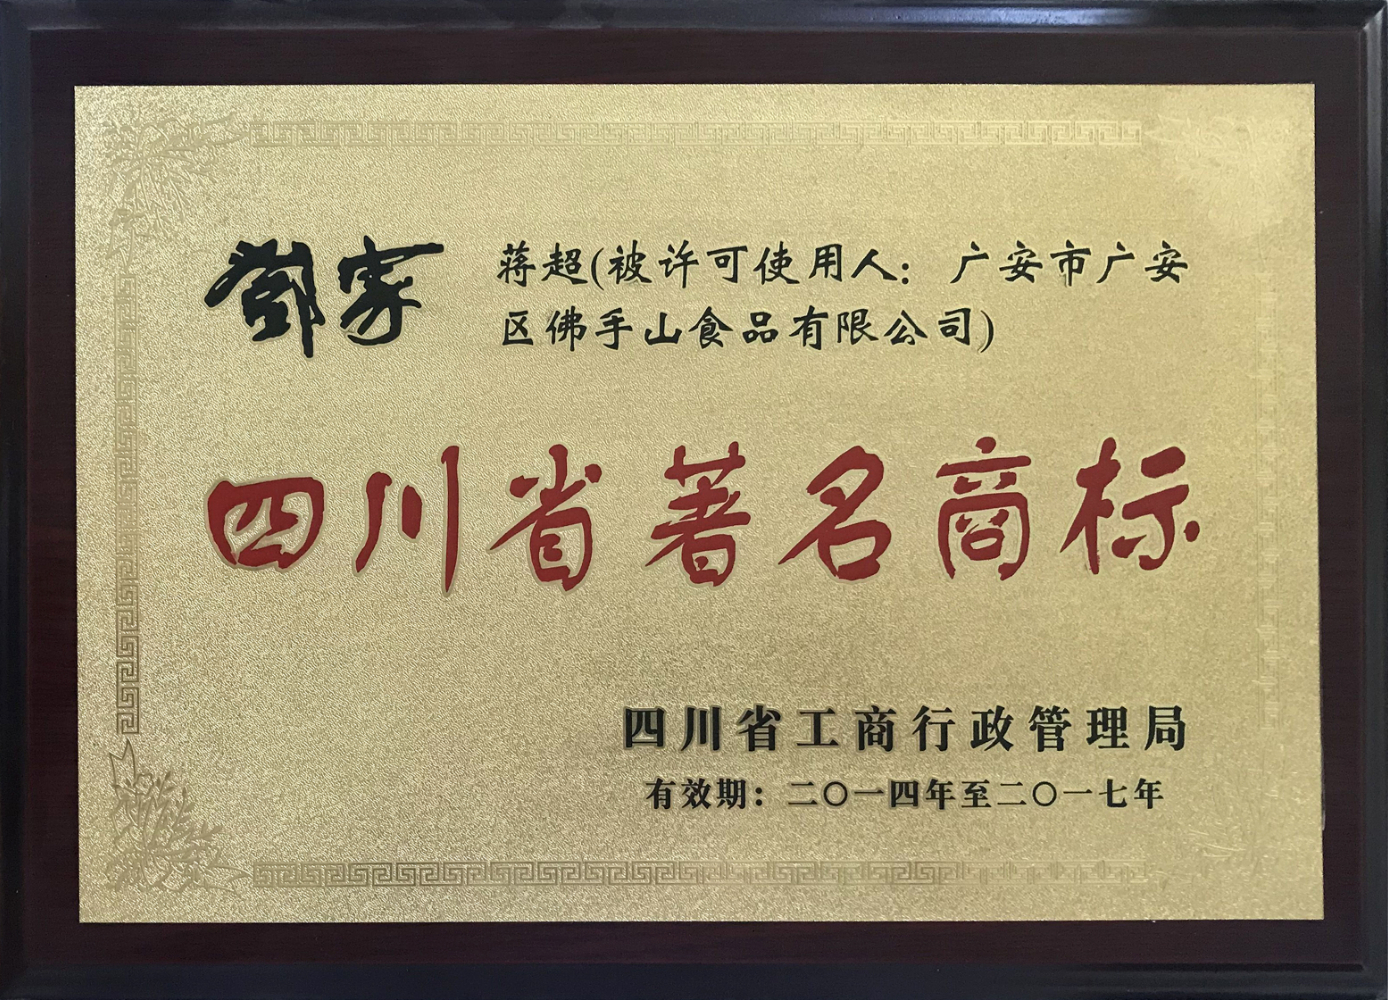 鄧家
蒋超(被许可使用人：广安市广安
区佛手山食品有限公司)
四川省著名商标
四川省工商行政管理局
有效期：二〇一四年至二〇一七年